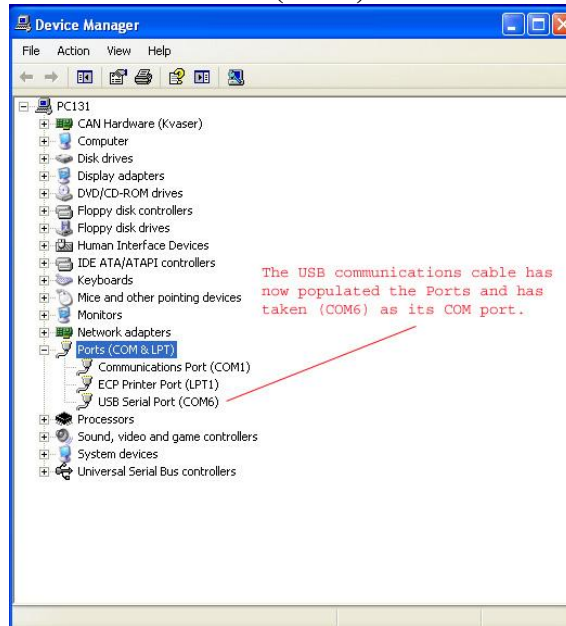 Device Manager
File Action View Help
PC131
CAN Hardware (Kvaser)
Computer
Disk drives
Display adapters
DVD/CD-ROM drives
Floppy disk controllers
Floppy disk drives
Human Interface Devices
IDE ATA/ATAPI controllers
Keyboards
Mice and other pointing devices
Monitors
Network adapters
Ports (COM & LPT)
Communications Port (COM1)
ECP Printer Port (LPT1)
USB Serial Port (COM6)
Processors
Sound, video and game controllers
System devices
Universal Serial Bus controllers
The USB communications cable has
now populated the Ports and has
taken (COM6) as its COM port.